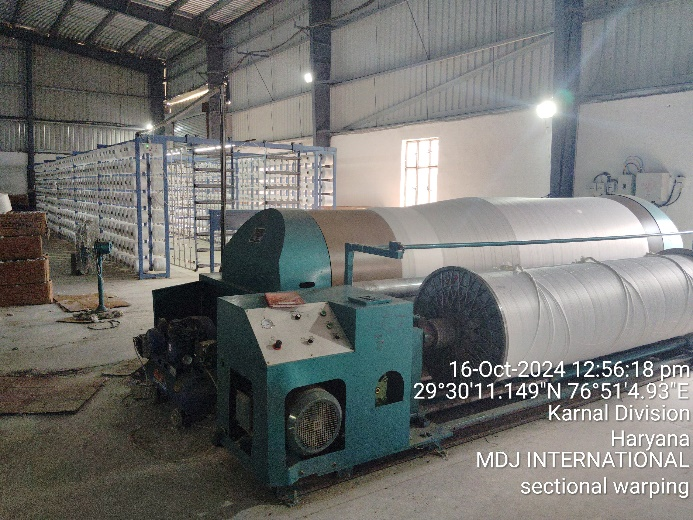 16-Oct-2024 12:56:18 pm
29°30'11.149"N 76°51'4.93"E
Karnal Division
Haryana
MDJ INTERNATIONAL
sectional warping